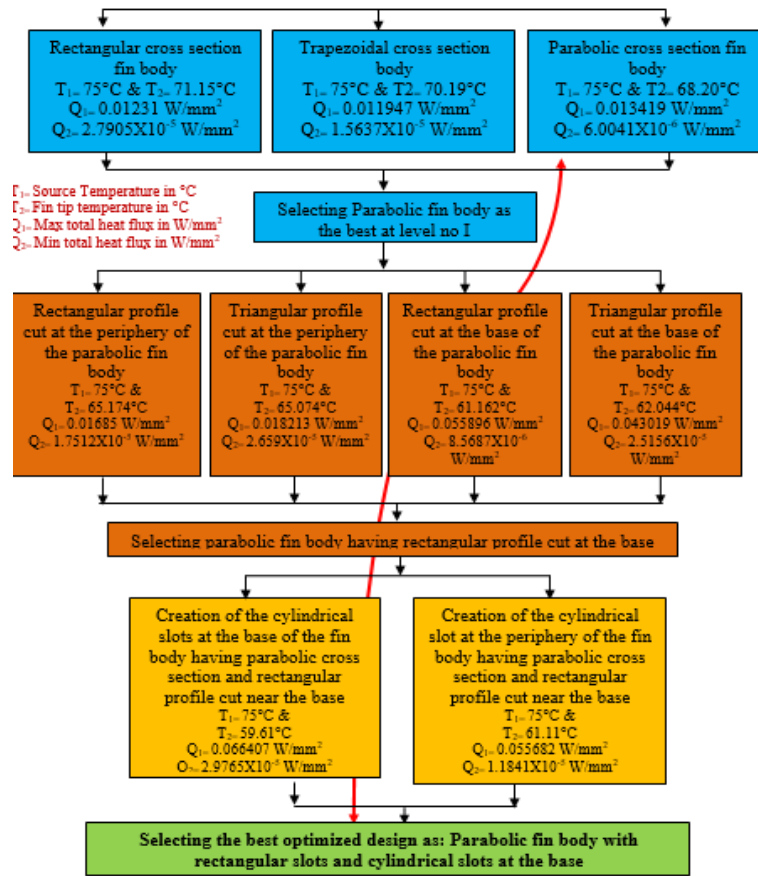 Rectangular cross section
fin body
T₁= 75°C & T₂= 71.15°C
Q₁= 0.01231 W/mm²
Q₂= 2.7905X10⁻⁵ W/mm²
Trapezoidal cross section
body
T₁= 75°C & T2= 70.19°C
Q₁= 0.011947 W/mm²
Q₂= 1.5637X10⁻⁵ W/mm²
Parabolic cross section fin
body
T₁= 75°C & T2= 68.20°C
Q₁= 0.013419 W/mm²
Q₂= 6.0041X10⁻⁶ W/mm²
T₁= Source Temperature in °C
T₂= Fin tip temperature in °C
Q₁= Max total heat flux in W/mm²
Q₂= Min total heat flux in W/mm²
Selecting Parabolic fin body as
the best at level no I
Rectangular profile
cut at the periphery of
the parabolic fin
body
T₁= 75°C &
T₂= 65.174°C
Q₁= 0.01685 W/mm²
Q₂= 1.7512X10⁻⁵ W/mm²
Triangular profile
cut at the periphery
of the parabolic fin
body
T₁= 75°C &
T₂= 65.074°C
Q₁= 0.018213 W/mm²
Q₂= 2.659X10⁻⁵ W/mm²
Rectangular profile
cut at the base of
the parabolic fin
body
T₁= 75°C &
T₂= 61.162°C
Q₁= 0.055896 W/mm²
Q₂= 8.5687X10⁻⁶
W/mm²
Triangular profile
cut at the base of
the parabolic fin
body
T₁= 75°C &
T₂= 62.044°C
Q₁= 0.043019 W/mm²
Q₂= 2.5156X10⁻⁵
W/mm²
Selecting parabolic fin body having rectangular profile cut at the base
Creation of the cylindrical
slots at the base of the fin
body having parabolic cross
section and rectangular
profile cut near the base
T₁= 75°C &
T₂= 59.61°C
Q₁= 0.066407 W/mm²
Q₂= 2.9765X10⁻⁵ W/mm²
Creation of the cylindrical
slot at the periphery of the fin
body having parabolic cross
section and rectangular
profile cut near the base
T₁= 75°C &
T₂= 61.11°C
Q₁= 0.055682 W/mm²
Q₂= 1.1841X10⁻⁵ W/mm²
Selecting the best optimized design as: Parabolic fin body with
rectangular slots and cylindrical slots at the base